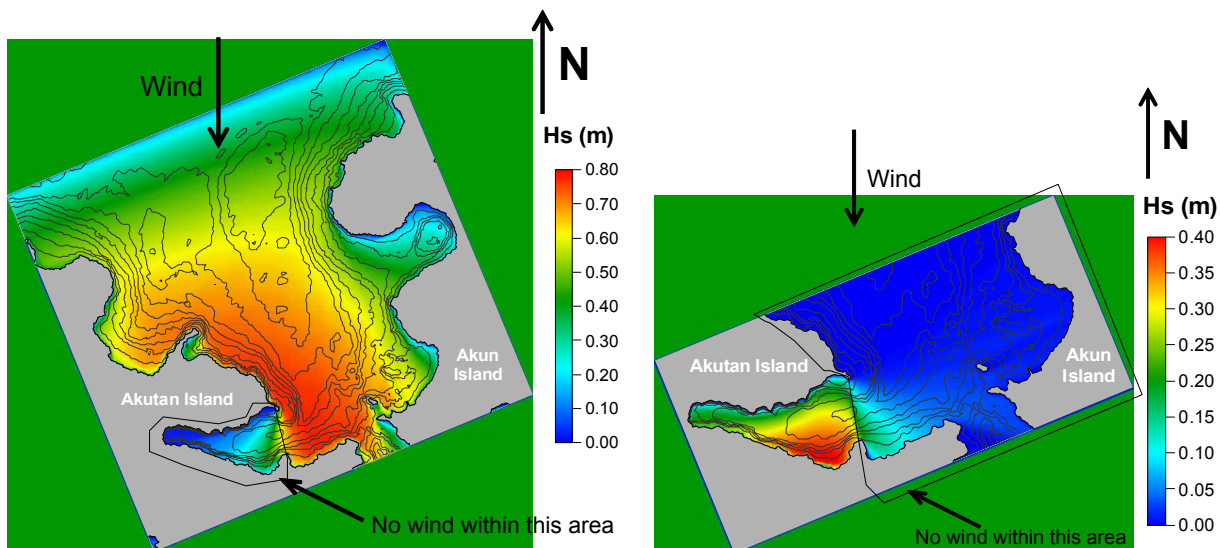 Wind
N
Hs (m)
0.80
0.70
0.60
0.50
0.40
0.30
0.20
0.10
0.00
Akun
Island
Akutan Island
No wind within this area
Wind
N
Hs (m)
0.40
0.35
0.30
0.25
0.20
0.15
0.10
0.05
0.00
Akutan Island
Akun
Island
No wind within this area